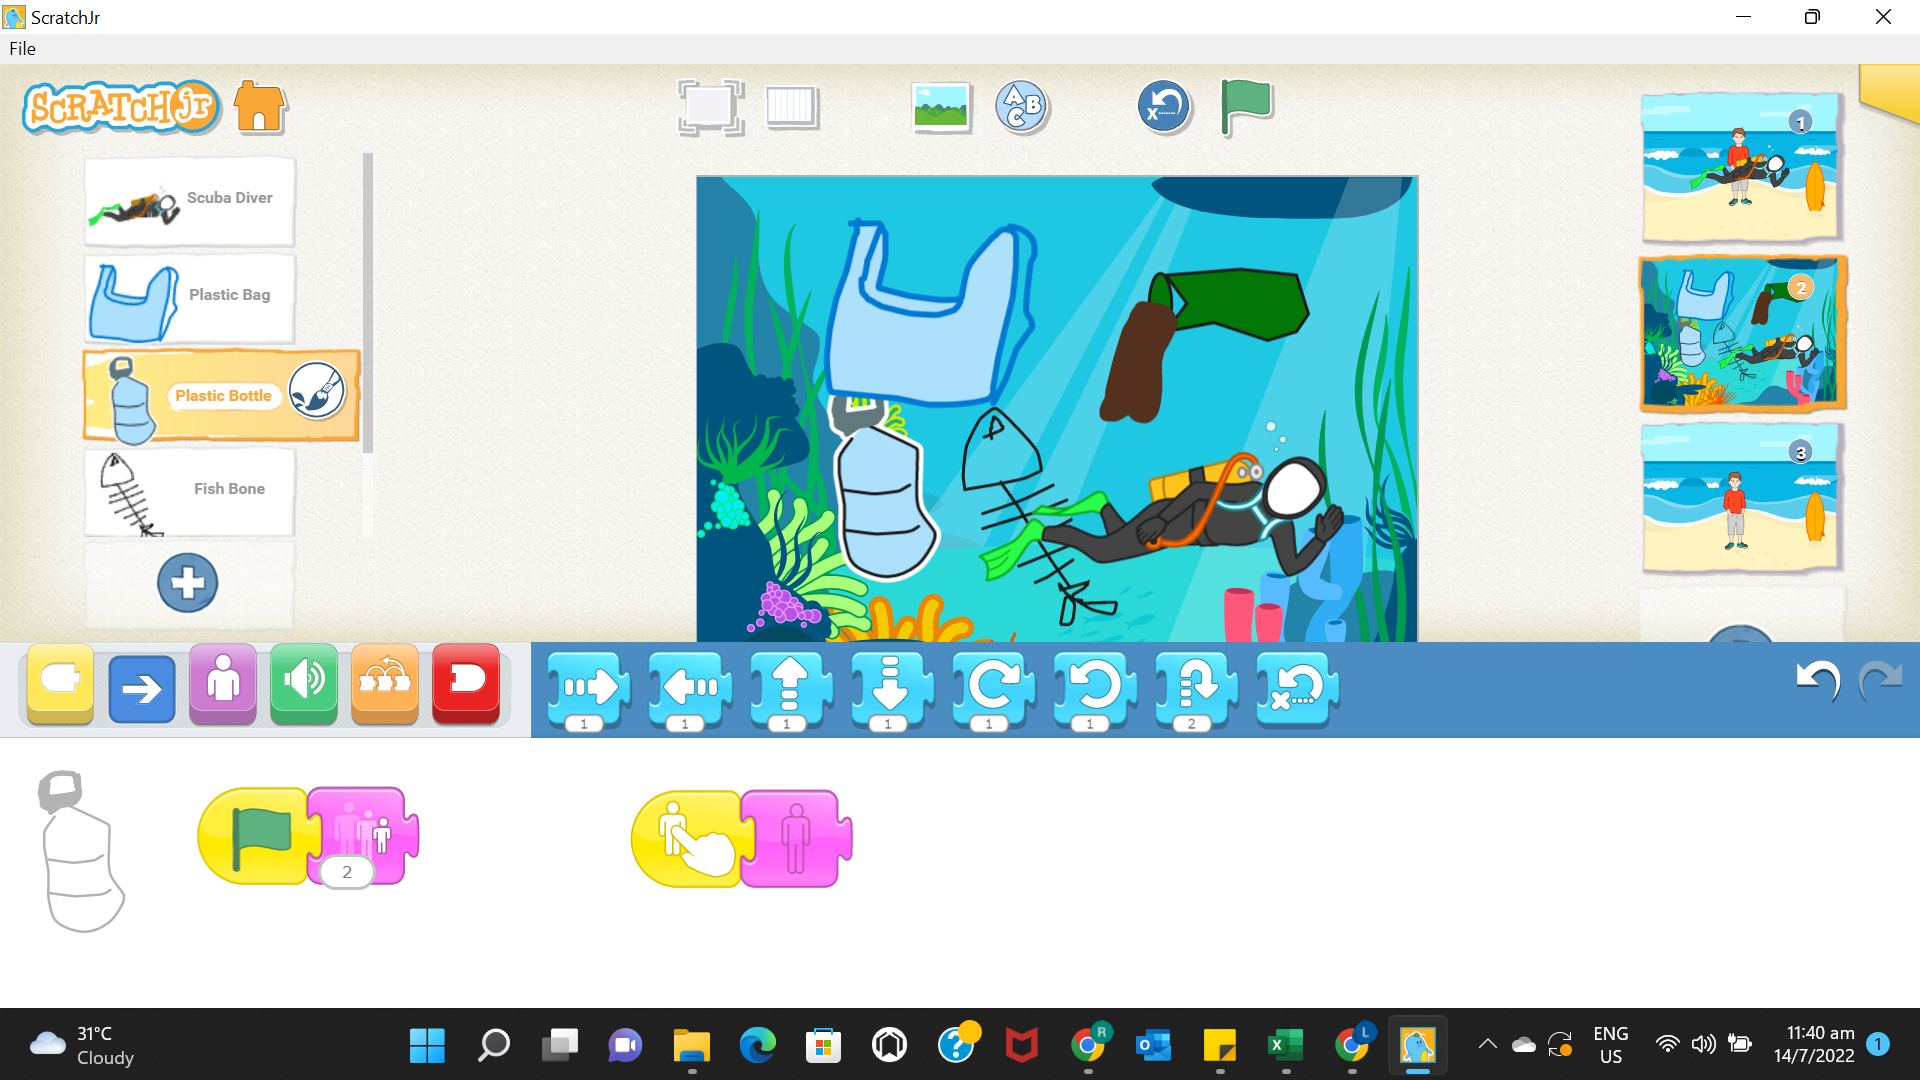 ScratchJr
File
SCRATCHJr
A B C
X
Scuba Diver
Plastic Bag
Plastic Bottle
Fish Bone
1
2
3
1
1
1
1
1
1
2
X
2
31°C
Cloudy
R
L
ENG
US
11:40 am
14/7/2022
1